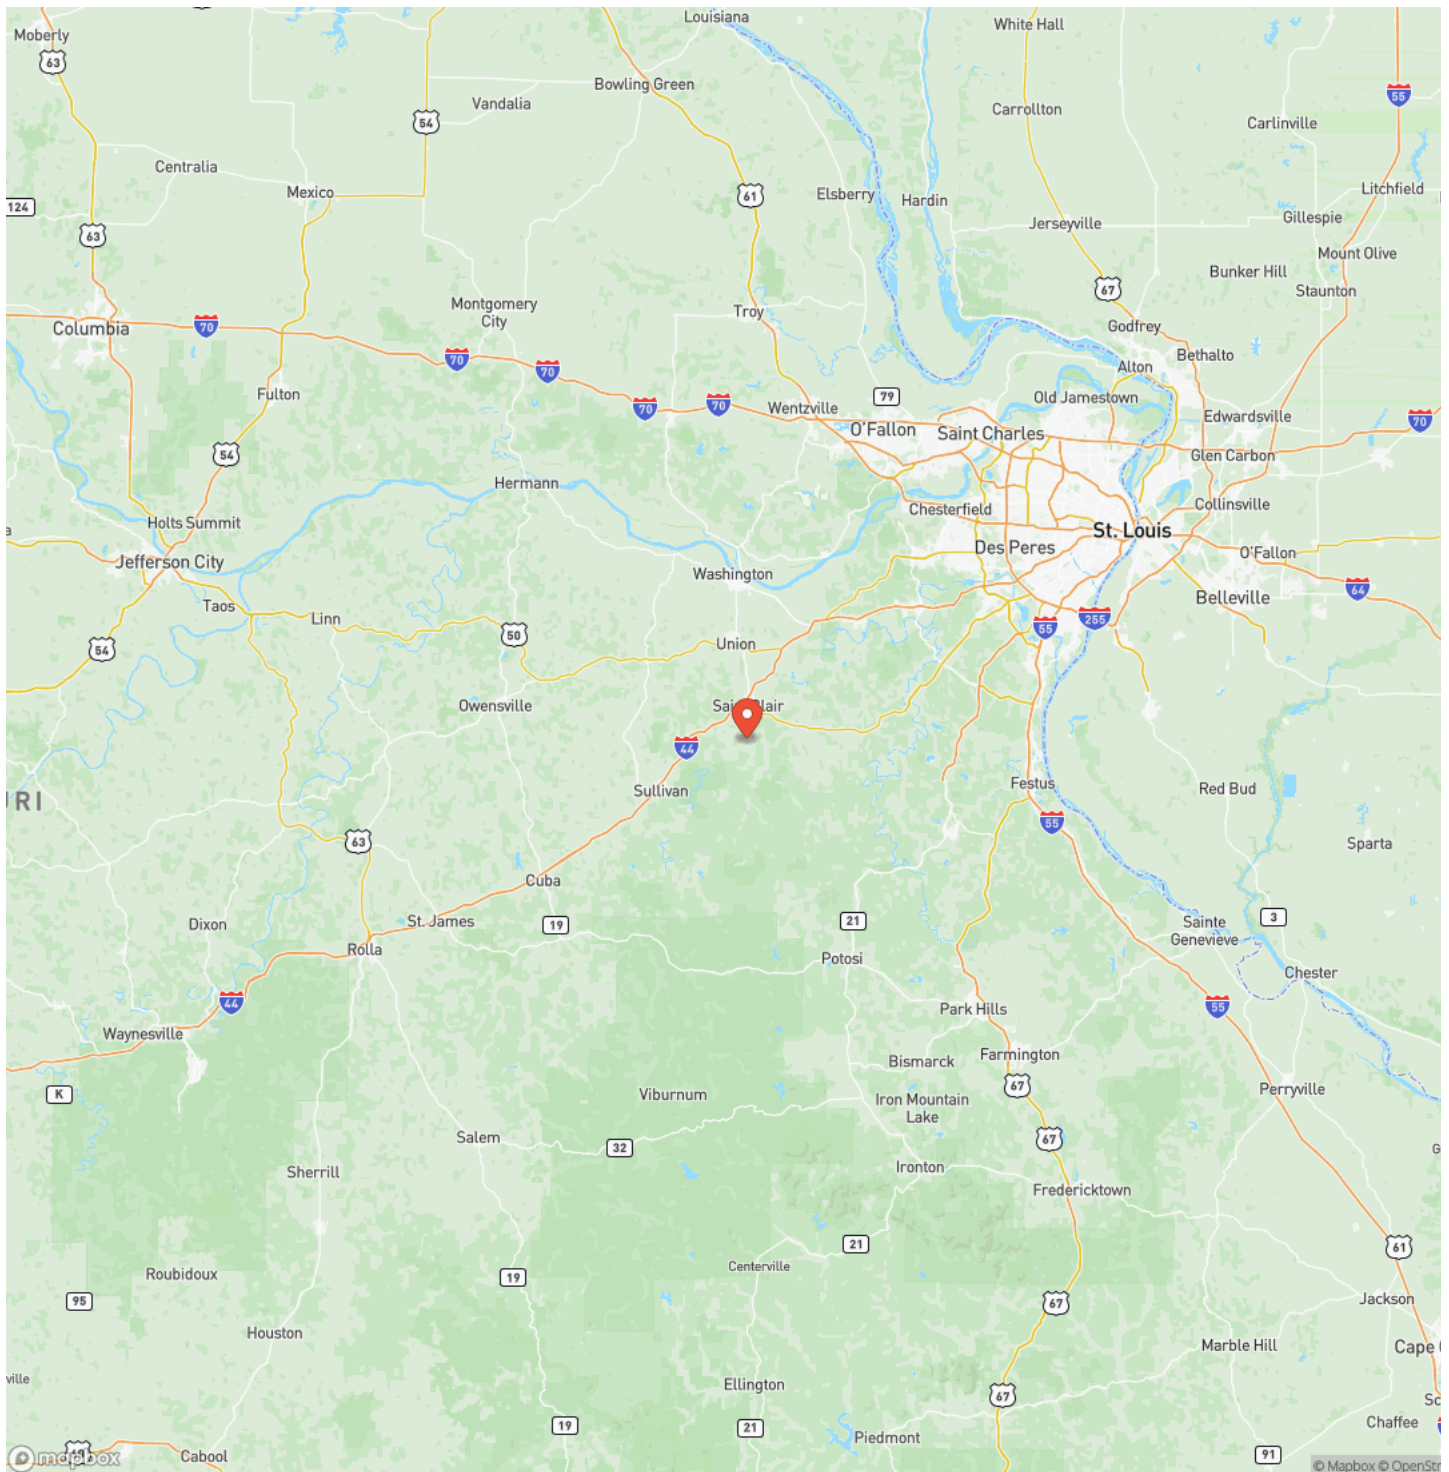 Louisiana
White Hall
Moberly
63
Bowling Green
55
Vandalia
Carrollton
54
Carlinville
Centralia
Mexico
61
Elsberry
Hardin
Litchfield
124
Gillespie
Jerseyville
63
Mount Olive
Bunker Hill
67
Staunton
Montgomery
City
Troy
Columbia
70
Godfrey
70
Bethalto
70
Alton
Fulton
79
Old Jamestown
70
70
Wentzville
Edwardsville
70
O'Fallon
Saint Charles
54
Glen Carbon
Hermann
Collinsville
Chesterfield
Holts Summit
St. Louis
Des Peres
O'Fallon
Jefferson City
Washington
64
Belleville
Taos
Linn
255
55
50
54
Union
Owensville
44
Festus
Red Bud
Sullivan
URI
55
63
Sparta
Cuba
21
19
3
St. James
Dixon
Sainte
Genevieve
Rolla
Potosi
Chester
44
55
Park Hills
Waynesville
Farmington
Bismarck
67
Perryville
K
Viburnum
Iron Mountain
Lake
Salem
67
32
Ironton
Sherrill
Fredericktown
21
61
Centerville
Roubidoux
19
95
67
Jackson
Houston
Marble Hill
Cape
ville
Ellington
67
Sc
19
21
Chaffee
Piedmont
91
mapbox
Cabool
© Mapbox © OpenStr